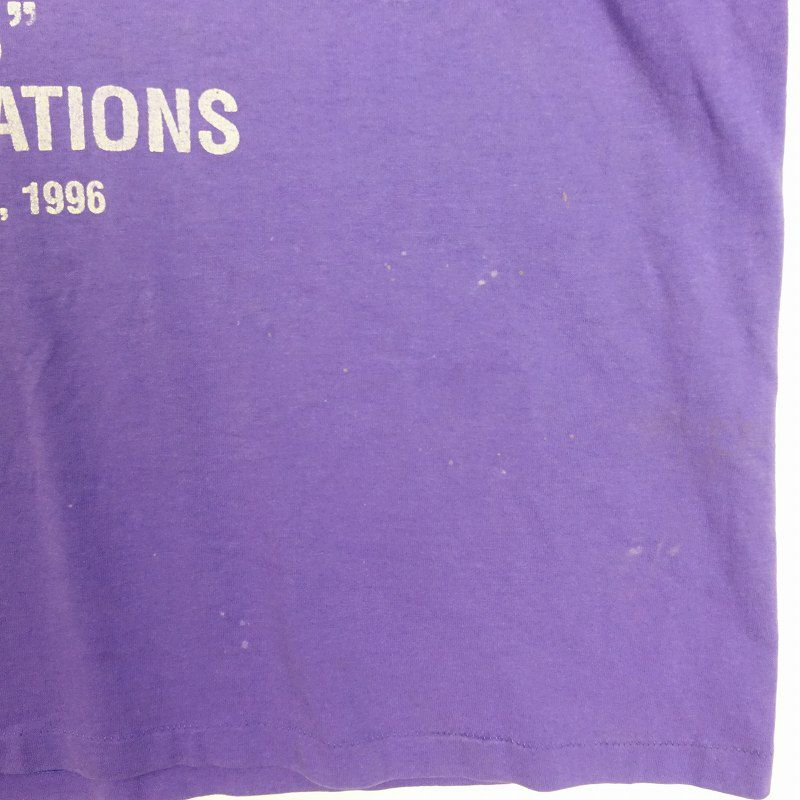 ”
ATIONS
, 1996